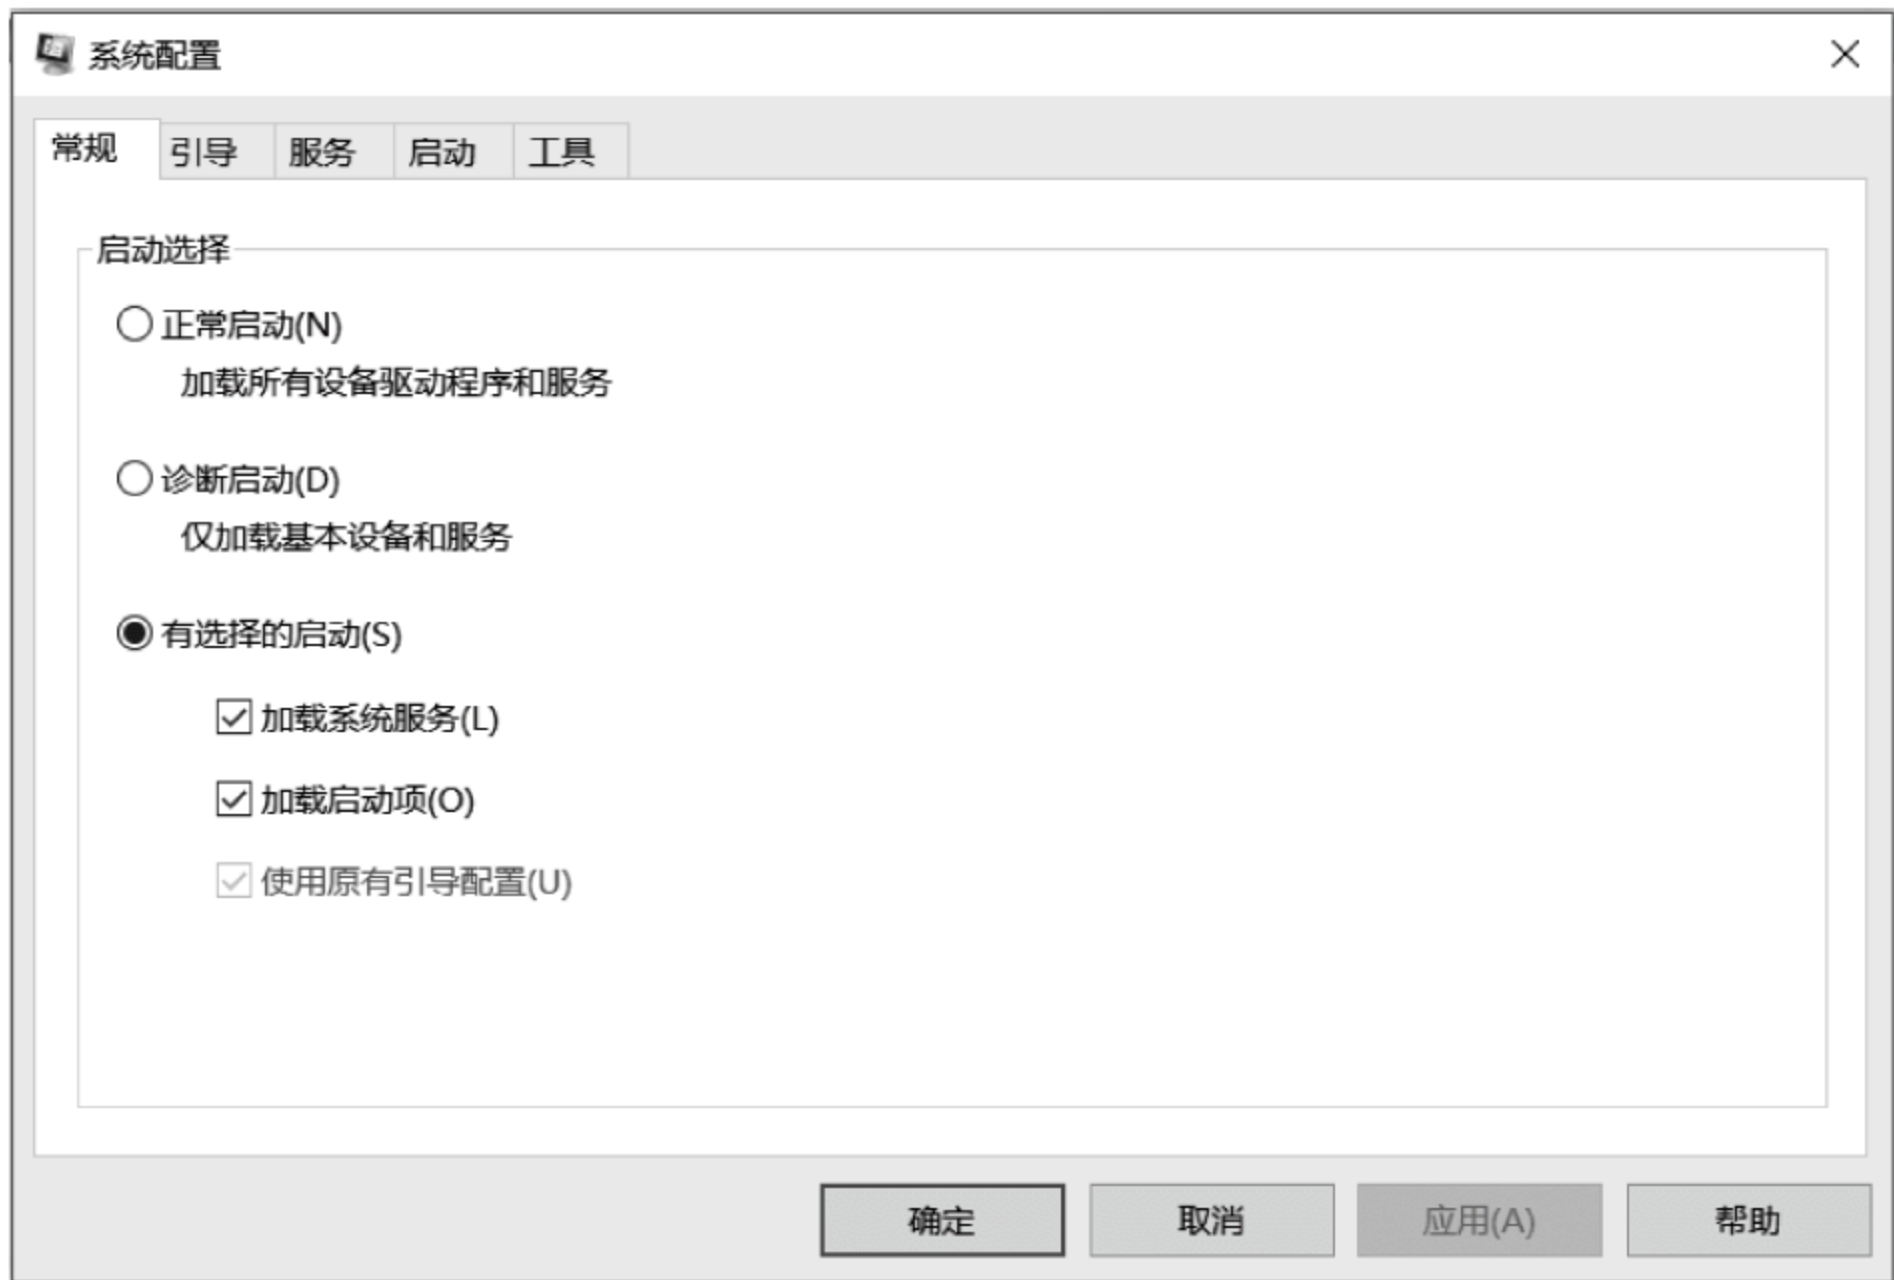 系统配置
常规 引导 服务 启动 工具
启动选择
正常启动(N)
加载所有设备驱动程序和服务
诊断启动(D)
仅加载基本设备和服务
有选择的启动(S)
加载系统服务(L)
加载启动项(O)
使用原有引导配置(U)
确定 取消 应用(A) 帮助